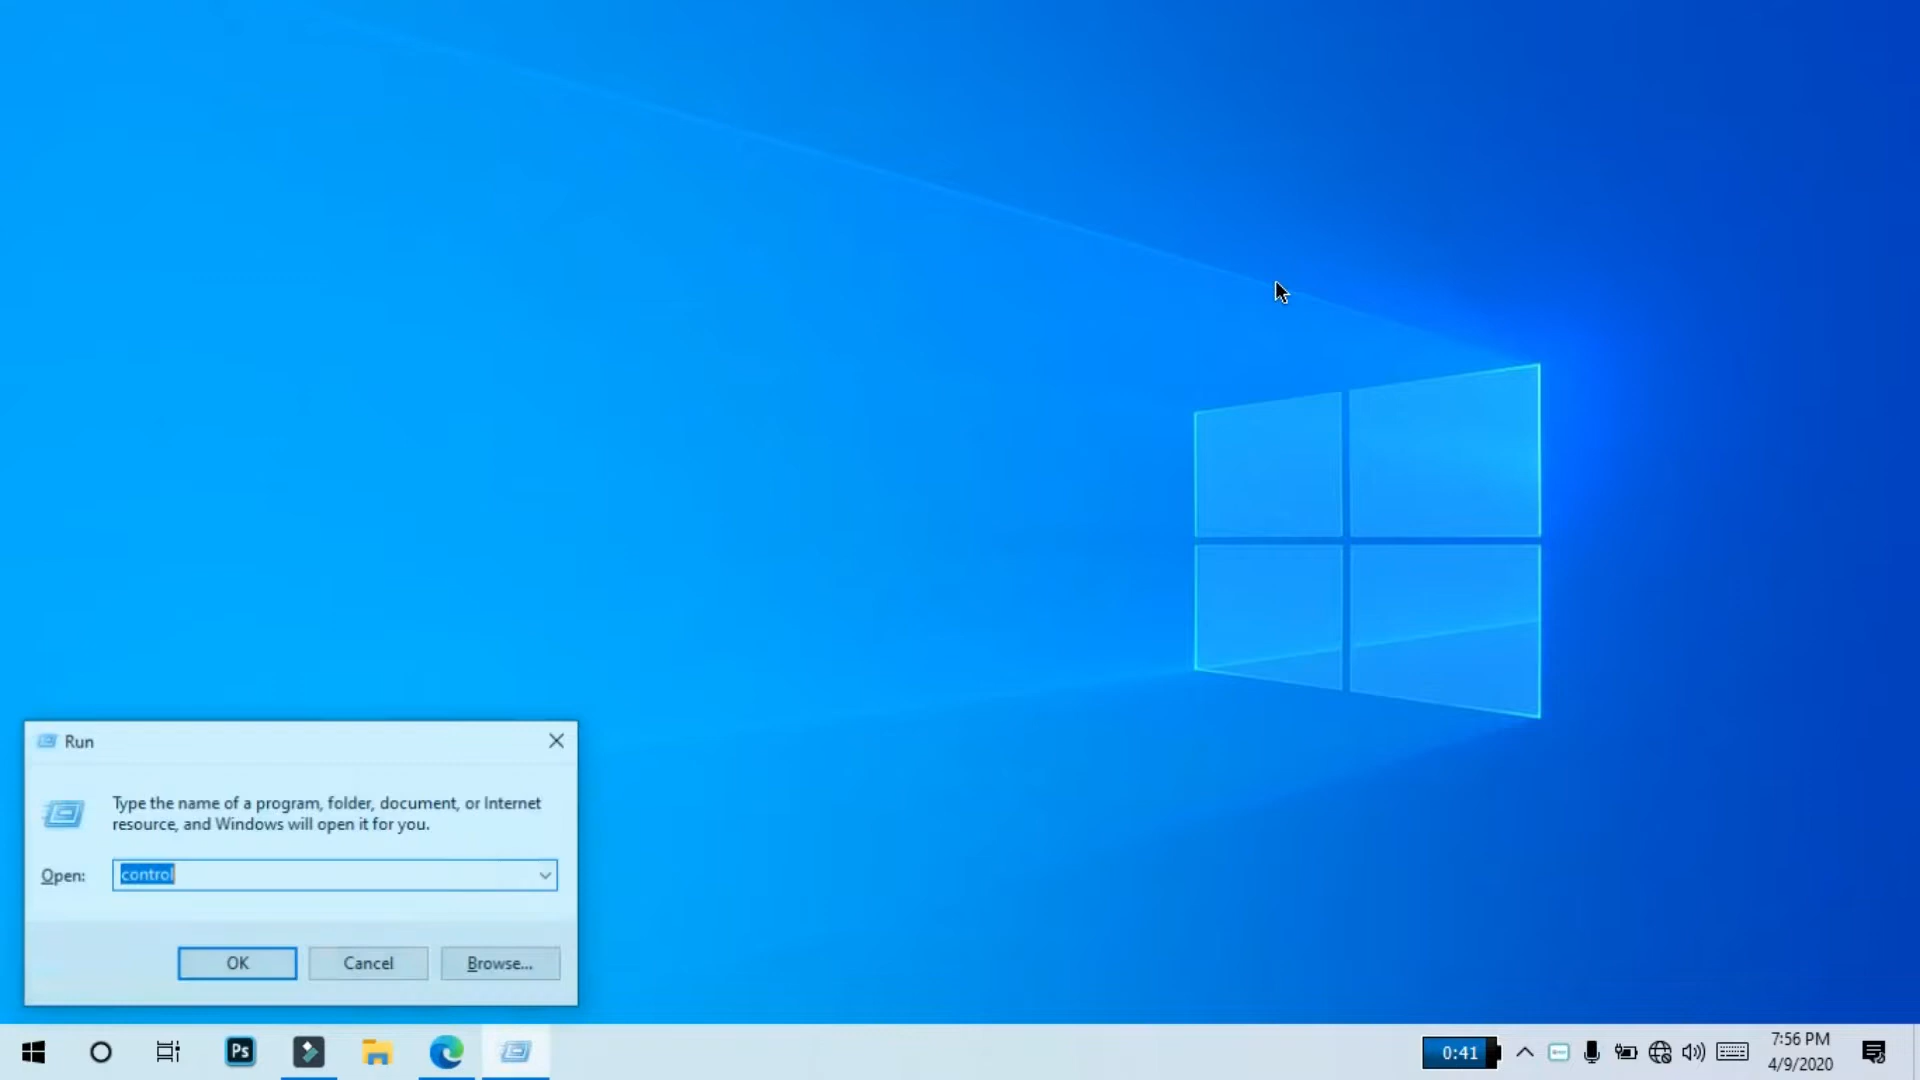 Run
Type the name of a program, folder, document, or Internet
resource, and Windows will open it for you.
Open:
control
OK
Cancel
Browse...
Ps
0:41
7:56 PM
4/9/2020